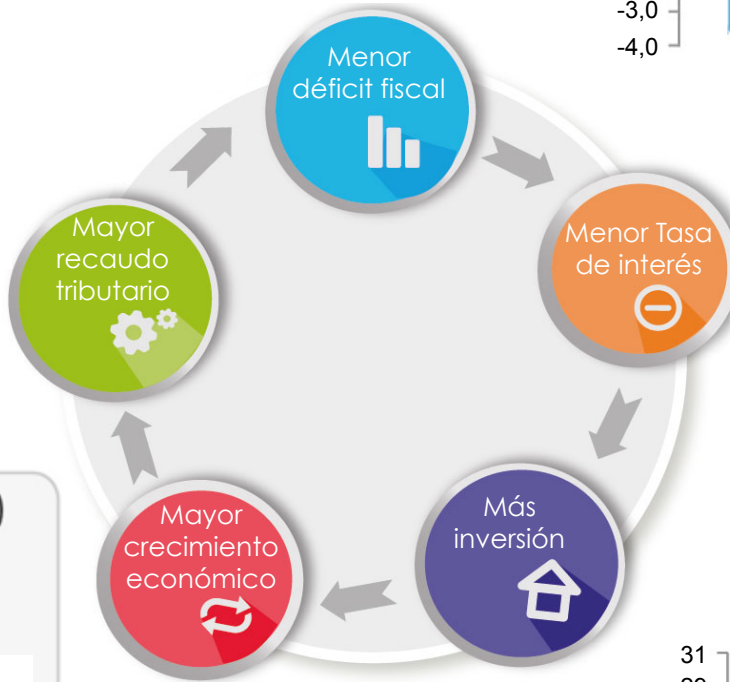 -3,0
-4,0
Menor
déficit fiscal
Menor Tasa
de interés
Más
inversión
Mayor
crecimiento
económico
Mayor
recaudo
tributario
31